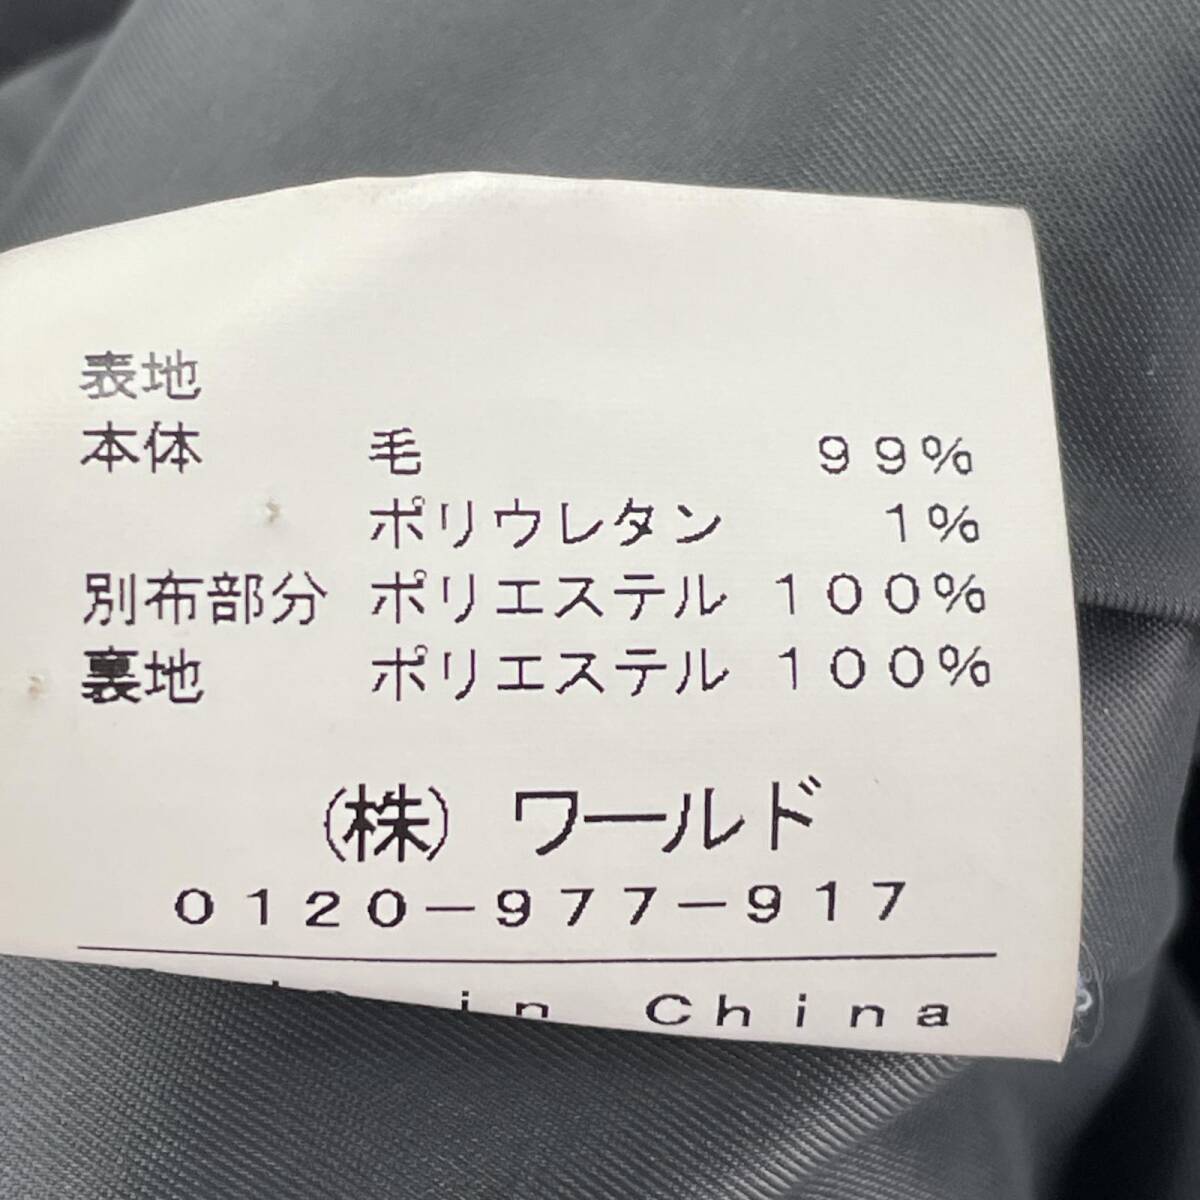 表地
本体 毛 99%
ポリウレタン 1%
別布部分 ポリエステル 100%
裏地 ポリエステル 100%
(株) ワールド
0120-977-917
in China